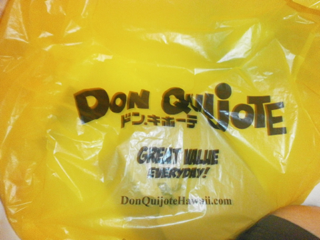 DON QUIJOTE
ドン.キホーテ
GREAT VALUE
EVERYDAY!
DonQuijoteHawaii.com